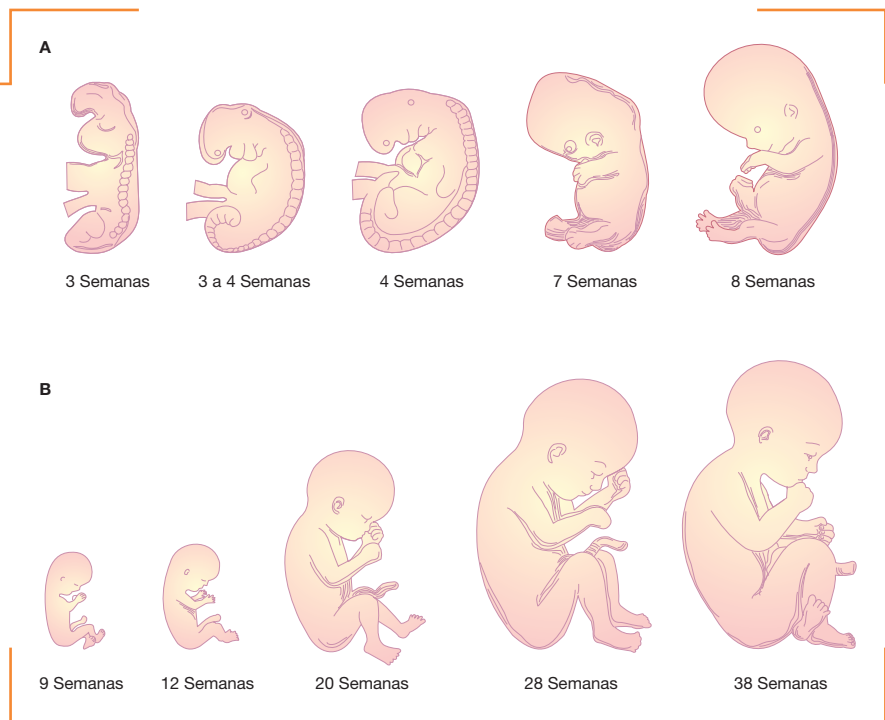 A
3 Semanas
3 a 4 Semanas
4 Semanas
7 Semanas
8 Semanas
B
9 Semanas
12 Semanas
20 Semanas
28 Semanas
38 Semanas